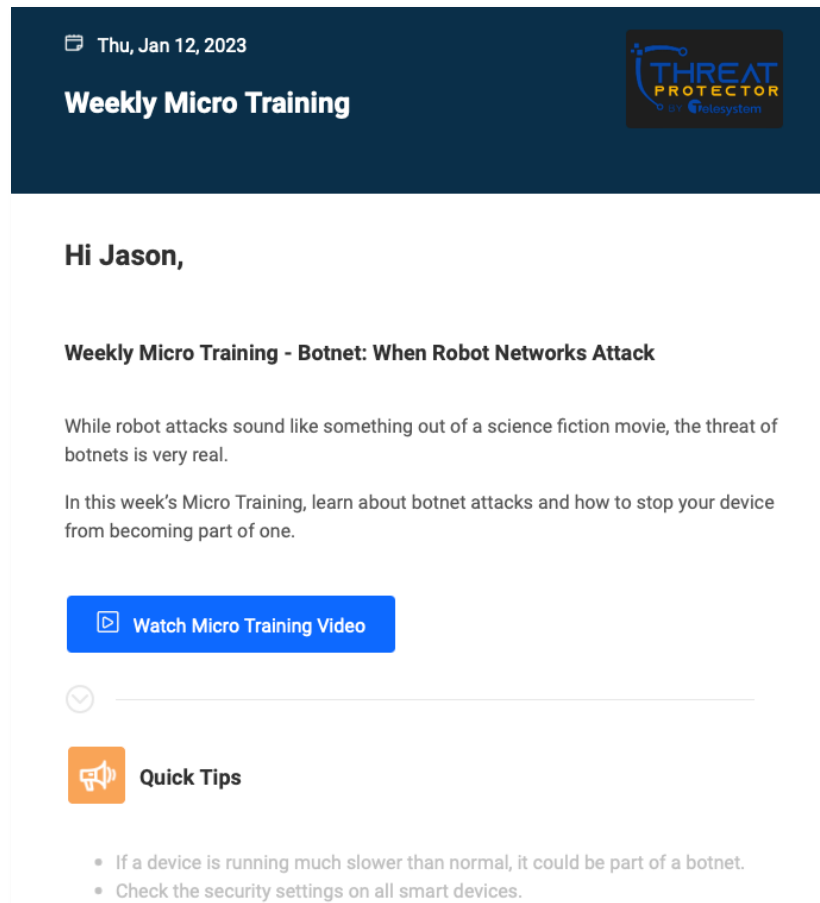 Thu, Jan 12, 2023
Weekly Micro Training
THREAT
PROTECTOR
BY Telesystem
Hi Jason,
Weekly Micro Training - Botnet: When Robot Networks Attack
While robot attacks sound like something out of a science fiction movie, the threat of
botnets is very real.
In this week’s Micro Training, learn about botnet attacks and how to stop your device
from becoming part of one.
Watch Micro Training Video
Quick Tips
• If a device is running much slower than normal, it could be part of a botnet.
• Check the security settings on all smart devices.